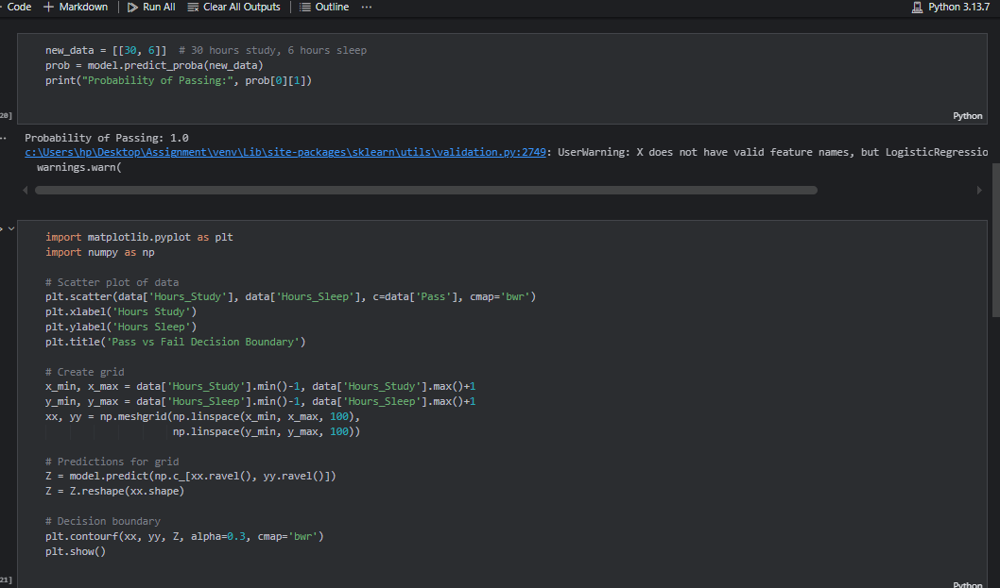 Code + Markdown Run All Clear All Outputs Outline ... Python 3.13.7
new_data = [[30, 6]]  # 30 hours study, 6 hours sleep
prob = model.predict_proba(new_data)
print("Probability of Passing:", prob[0][1])
20]
Python
Probability of Passing: 1.0
c:\Users\hp\Desktop\Assignment\venv\Lib\site-packages\sklearn\utils\validation.py:2749: UserWarning: X does not have valid feature names, but LogisticRegressio
  warnings.warn(
import matplotlib.pyplot as plt
import numpy as np
# Scatter plot of data
plt.scatter(data['Hours_Study'], data['Hours_Sleep'], c=data['Pass'], cmap='bwr')
plt.xlabel('Hours Study')
plt.ylabel('Hours Sleep')
plt.title('Pass vs Fail Decision Boundary')
# Create grid
x_min, x_max = data['Hours_Study'].min()-1, data['Hours_Study'].max()+1
y_min, y_max = data['Hours_Sleep'].min()-1, data['Hours_Sleep'].max()+1
xx, yy = np.meshgrid(np.linspace(x_min, x_max, 100),
                     np.linspace(y_min, y_max, 100))
# Predictions for grid
Z = model.predict(np.c_[xx.ravel(), yy.ravel()])
Z = Z.reshape(xx.shape)
# Decision boundary
plt.contourf(xx, yy, Z, alpha=0.3, cmap='bwr')
plt.show()
21]
Python